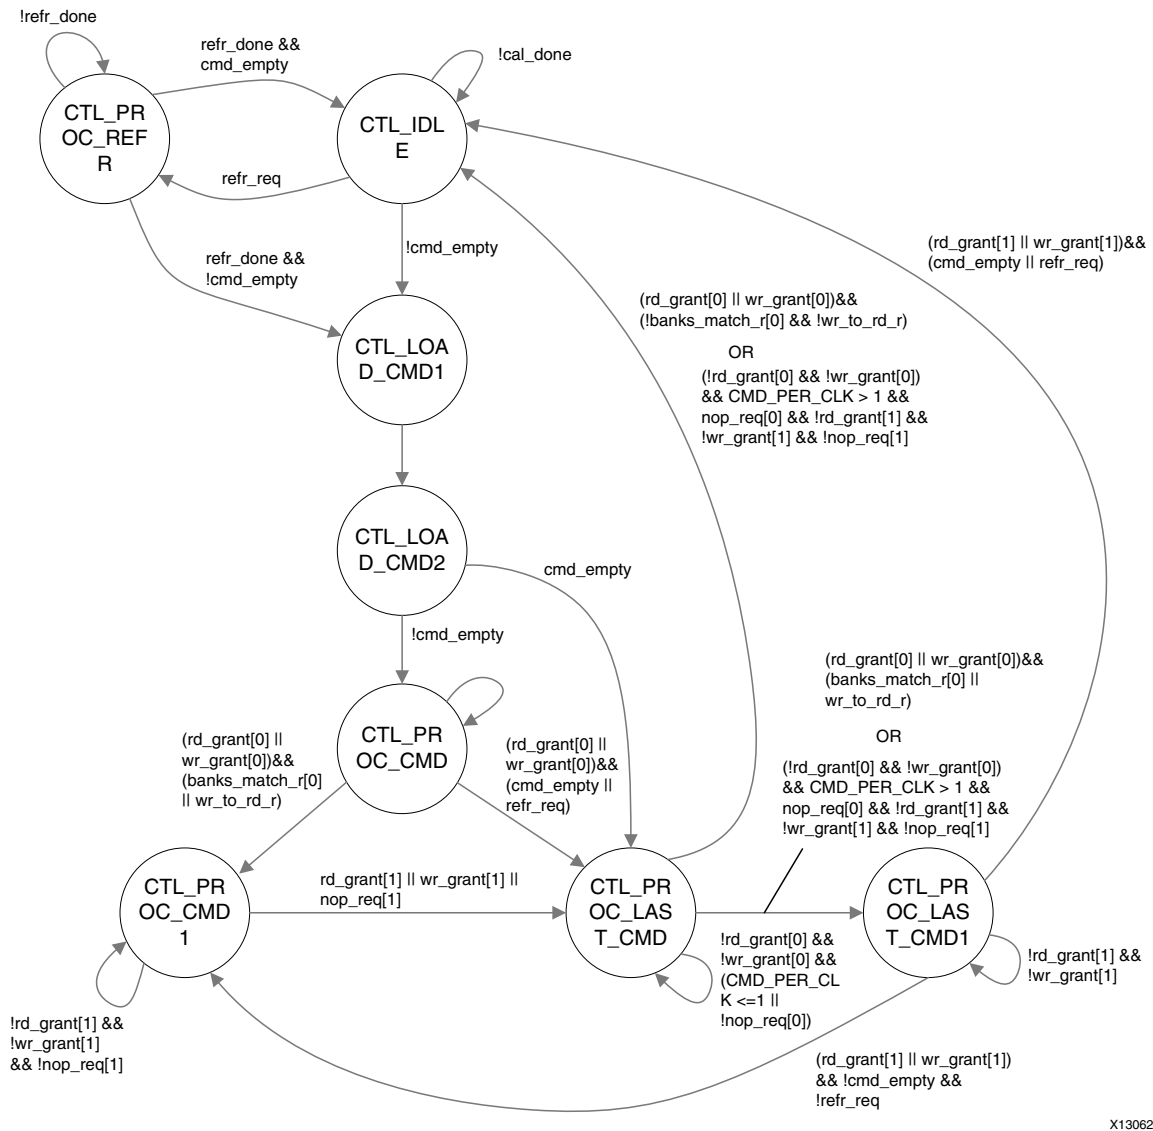 !refr_done
refr_done &&
cmd_empty
!cal_done
CTL_PR
OC_REF
R
CTL_IDL
E
refr_req
refr_done &&
!cmd_empty
!cmd_empty
(rd_grant[1] || wr_grant[1])&&
(cmd_empty || refr_req)
(rd_grant[0] || wr_grant[0])&&
(!banks_match_r[0] && !wr_to_rd_r)
OR
(!rd_grant[0] && !wr_grant[0])
&& CMD_PER_CLK > 1 &&
nop_req[0] && !rd_grant[1] &&
!wr_grant[1] && !nop_req[1]
CTL_LOA
D_CMD1
CTL_LOA
D_CMD2
cmd_empty
!cmd_empty
(rd_grant[0] || wr_grant[0])&&
(banks_match_r[0] ||
wr_to_rd_r)
OR
(!rd_grant[0] && !wr_grant[0])
&& CMD_PER_CLK > 1 &&
nop_req[0] && !rd_grant[1] &&
!wr_grant[1] && !nop_req[1]
CTL_PR
OC_CMD
(rd_grant[0] ||
wr_grant[0])&&
(banks_match_r[0]
|| wr_to_rd_r)
(rd_grant[0] ||
wr_grant[0])&&
(cmd_empty ||
refr_req)
CTL_PR
OC_CMD
1
rd_grant[1] || wr_grant[1] ||
nop_req[1]
CTL_PR
OC_LAS
T_CMD
CTL_PR
OC_LAS
T_CMD1
!rd_grant[0] &&
!wr_grant[0] &&
(CMD_PER_CL
K <=1 ||
!nop_req[0])
!rd_grant[1] &&
!wr_grant[1]
!rd_grant[1] &&
!wr_grant[1]
&& !nop_req[1]
(rd_grant[1] || wr_grant[1])
&& !cmd_empty &&
!refr_req
X13062